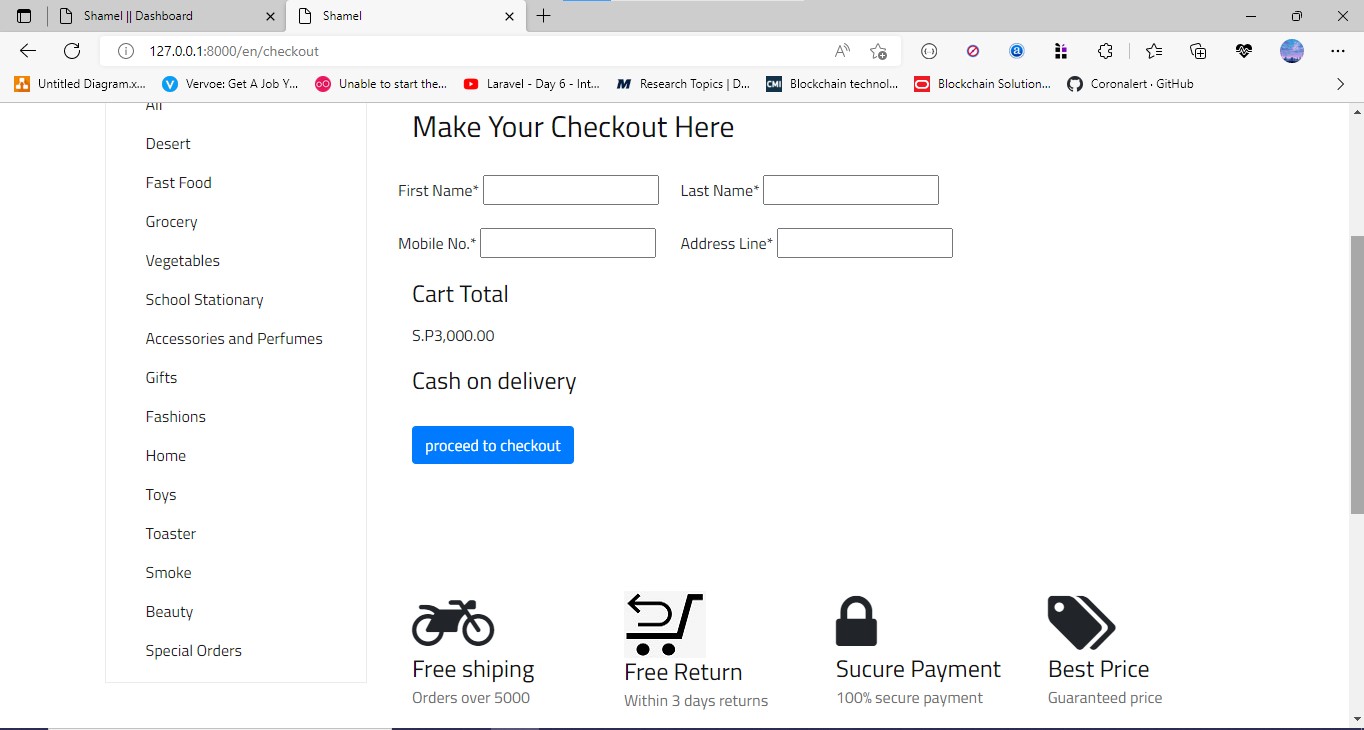 Shamel || Dashboard
Shamel
127.0.0.1:8000/en/checkout
Untitled Diagram.x...
Vervoe: Get A Job Y...
Unable to start the...
Laravel - Day 6 - Int...
Research Topics | D...
CMI
Blockchain technol...
Blockchain Solution...
Coronalert · GitHub
All
Desert
Fast Food
Grocery
Vegetables
School Stationary
Accessories and Perfumes
Gifts
Fashions
Home
Toys
Toaster
Smoke
Beauty
Special Orders
Make Your Checkout Here
First Name*
Last Name*
Mobile No.*
Address Line*
Cart Total
S.P3,000.00
Cash on delivery
proceed to checkout
Free shiping
Orders over 5000
Free Return
Within 3 days returns
Sucure Payment
100% secure payment
Best Price
Guaranteed price